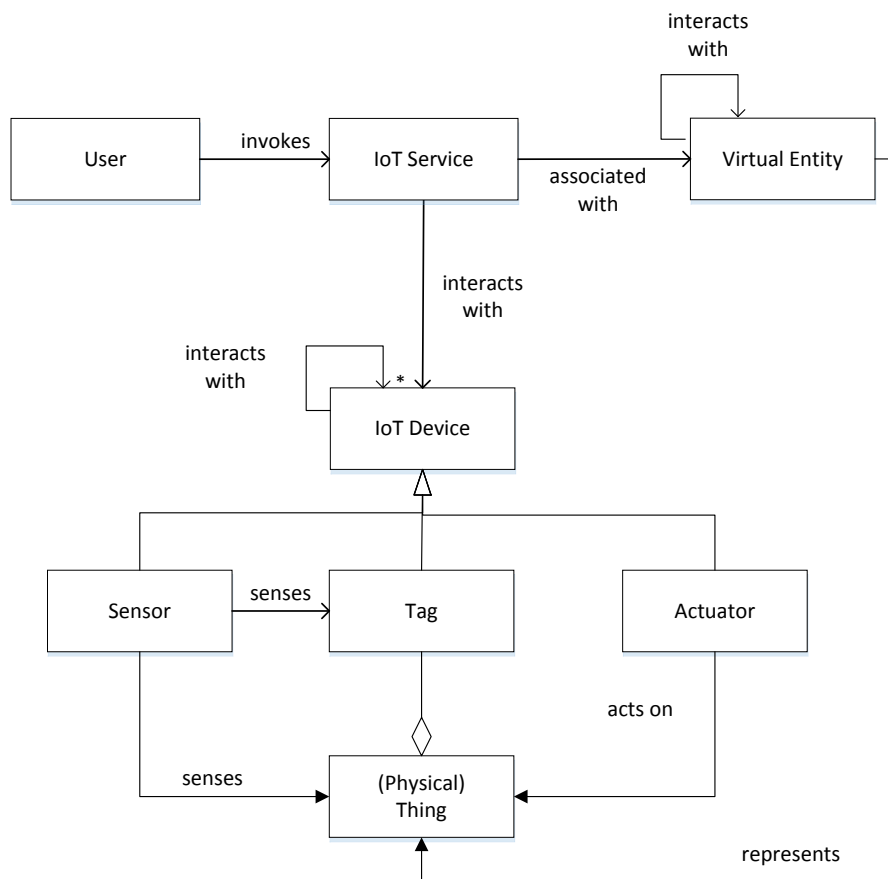 interacts
with
User
invokes
IoT Service
associated
with
Virtual Entity
interacts
with
interacts
with
*
IoT Device
Sensor
senses
Tag
Actuator
acts on
senses
(Physical)
Thing
represents